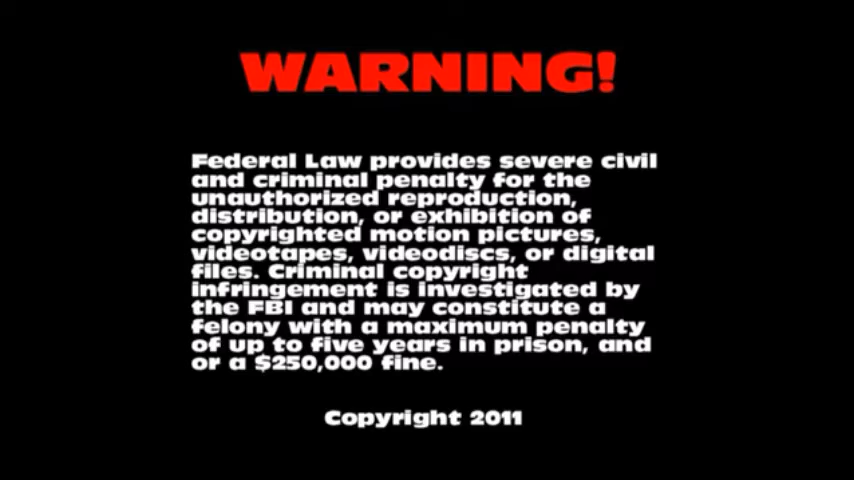 WARNING!
Federal Law provides severe civil
and criminal penalty for the
unauthorized reproduction,
distribution, or exhibition of
copyrighted motion pictures,
videotapes, videodiscs, or digital
files. Criminal copyright
infringement is investigated by
the FBI and may constitute a
felony with a maximum penalty
of up to five years in prison, and
or a $250,000 fine.
Copyright 2011